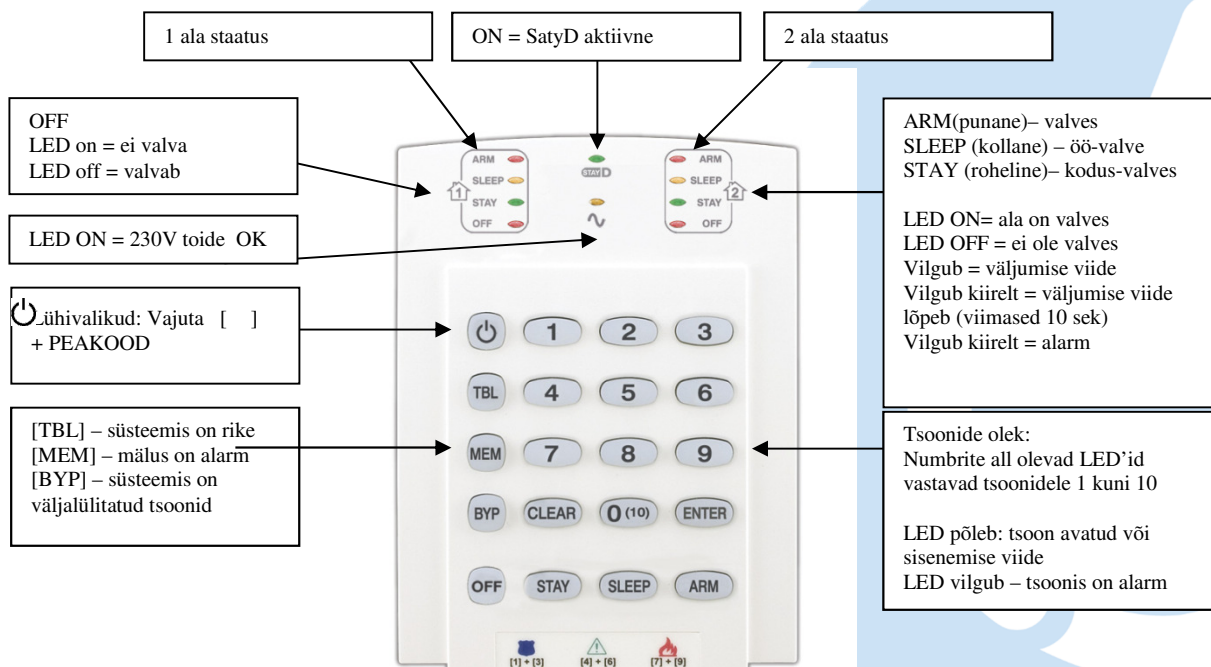 1 ala staatus
ON = SatyD aktiivne
2 ala staatus
OFF
LED on = ei valva
LED off = valvab
LED ON = 230V toide OK
ühivalikud: Vajuta [ ]
+ PEAKOOD
[TBL] – süsteemis on rike
[MEM] – mälus on alarm
[BYP] – süsteemis on
väljalülitatud tsoonid
ARM
SLEEP
STAY
OFF
1
STAY D
ARM
SLEEP
STAY
OFF
2
1 2 3
TBL 4 5 6
MEM 7 8 9
BYP CLEAR 0 (10) ENTER
OFF STAY SLEEP ARM
[1] + [3] [4] + [6] [7] + [9]
ARM(punane)– valves
SLEEP (kollane) – öö-valve
STAY (roheline)– kodus-valves
LED ON= ala on valves
LED OFF = ei ole valves
Vilgub = väljumise viide
Vilgub kiirelt = väljumise viide
lõpeb (viimased 10 sek)
Vilgub kiirelt = alarm
Tsoonide olek:
Numbrite all olevad LED'id
vastavad tsoonidele 1 kuni 10
LED põleb: tsoon avatud või
sisenemise viide
LED vilgub – tsoonis on alarm